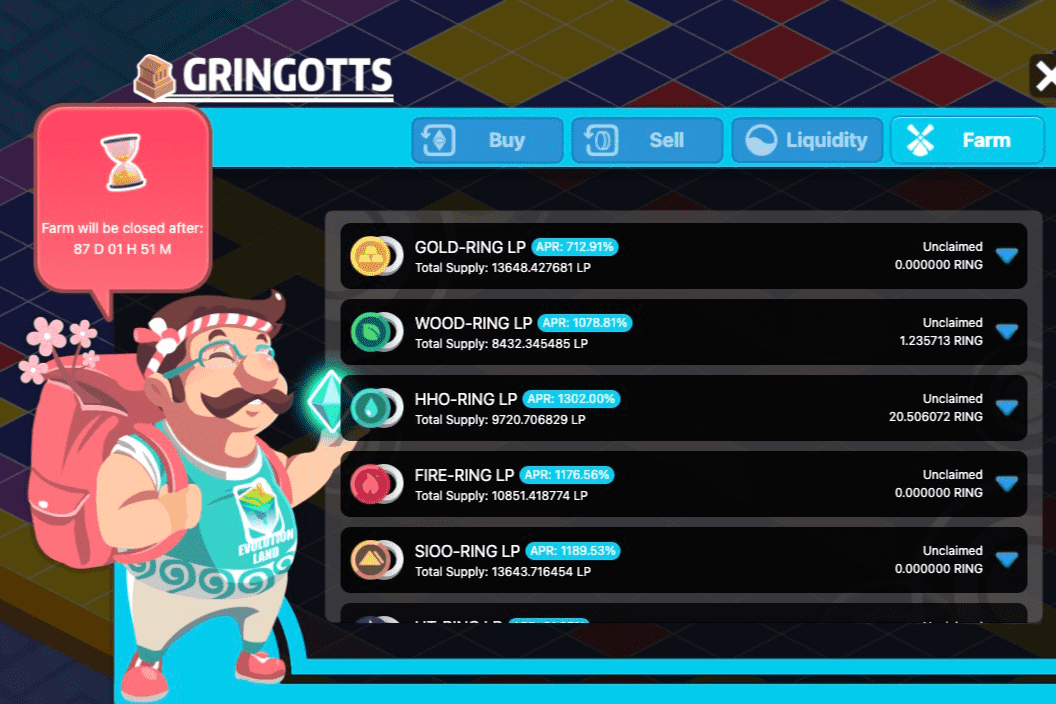 GRINGOTTS
Buy
Sell
Liquidity
Farm
Farm will be closed after:
87 D 01 H 51 M
GOLD-RING LP APR: 712.91%
Total Supply: 13648.427681 LP
Unclaimed
0.000000 RING
WOOD-RING LP APR: 1078.81%
Total Supply: 8432.345485 LP
Unclaimed
1.235713 RING
HHO-RING LP APR: 1302.00%
Total Supply: 9720.706829 LP
Unclaimed
20.506072 RING
FIRE-RING LP APR: 1176.56%
Total Supply: 10851.418774 LP
Unclaimed
0.000000 RING
SIOO-RING LP APR: 1189.53%
Total Supply: 13643.716454 LP
Unclaimed
0.000000 RING
EVOLUTION
LAND